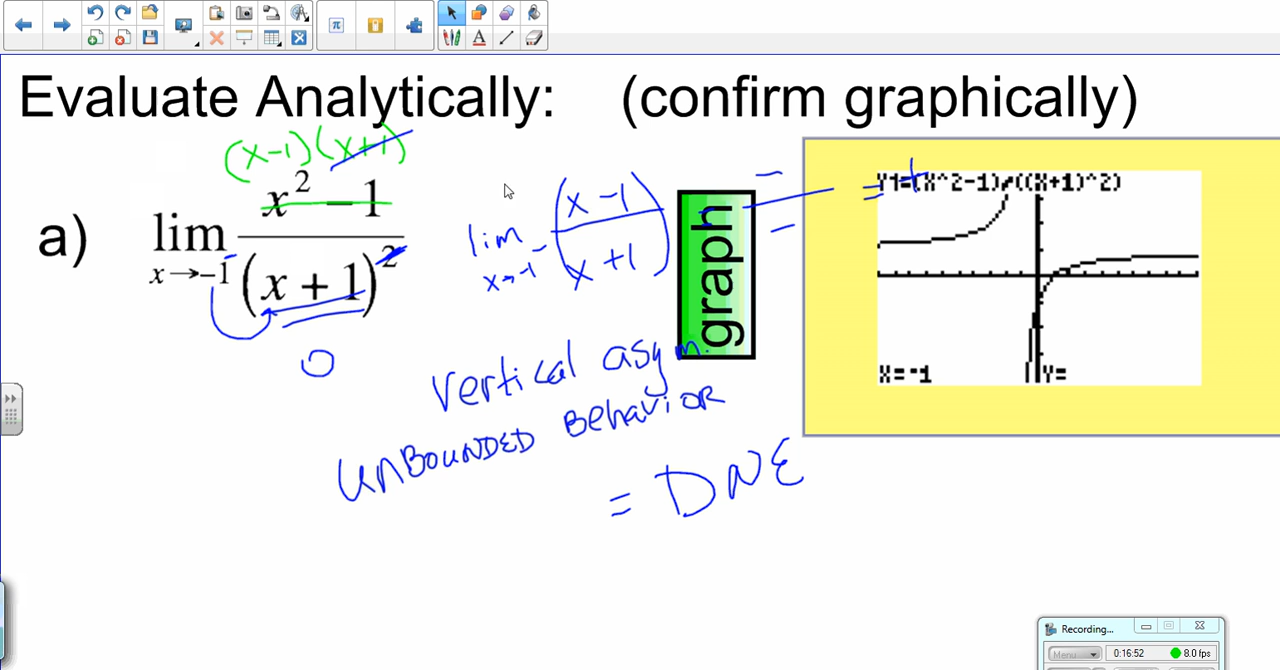 Evaluate Analytically: (confirm graphically)
(x-1)(x+1)
a) lim x→-1⁻ x² - 1 / (x + 1)²
0
lim x→-1⁻ (x-1 / x+1)
- / - = +
graph
Y1=(X^2-1)/((X+1)^2)
X=-1 Y=
Vertical asym.
UNBOUNDED BEHAVIOR
= DNE
Recording...
Menu
0:16:52
8.0 fps